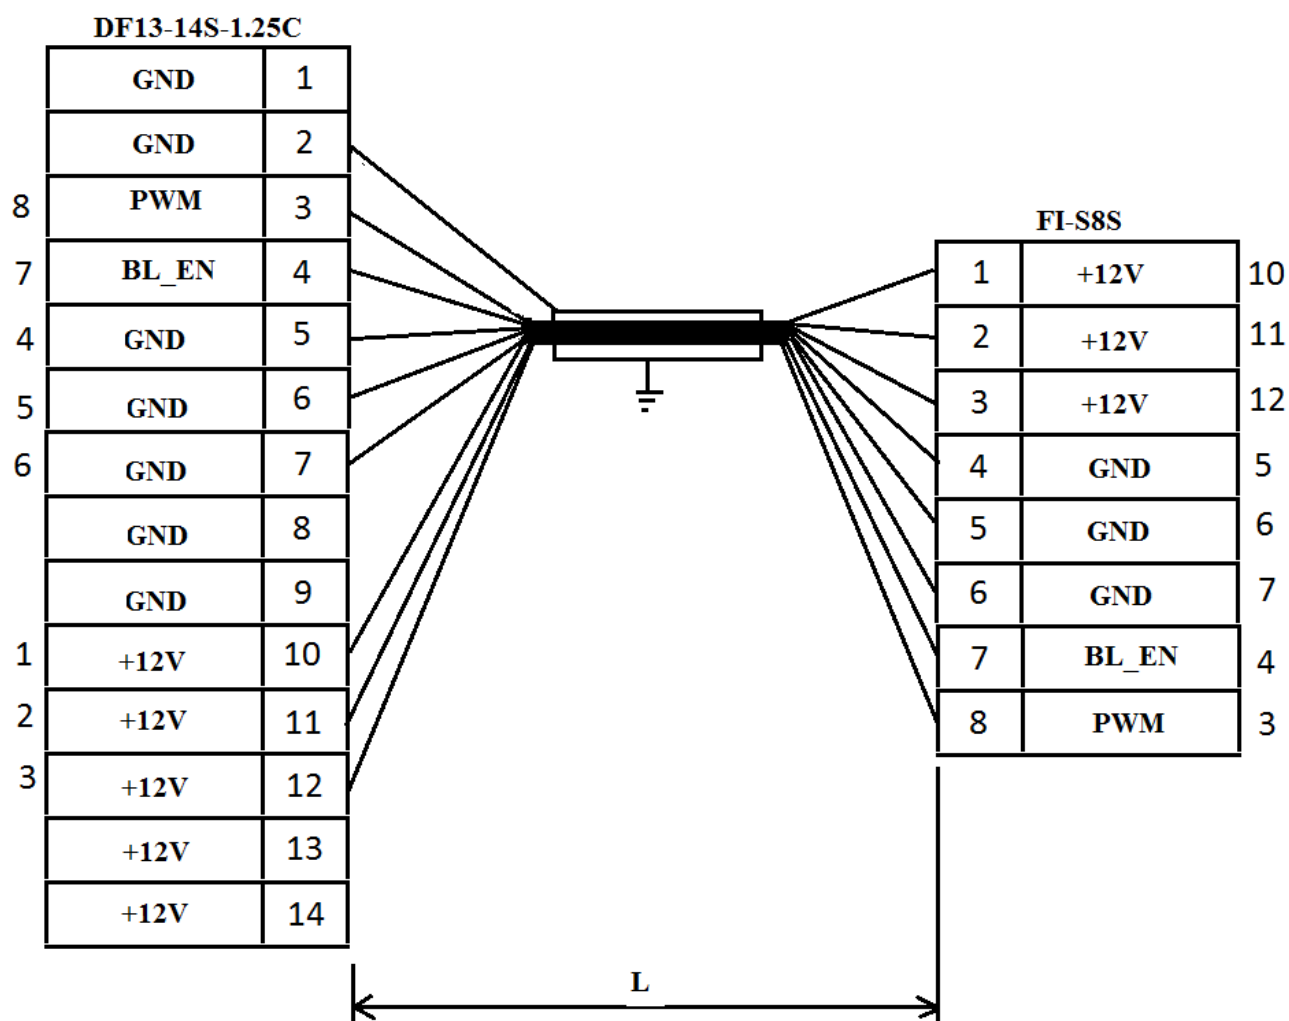 DF13-14S-1.25C
GND 1
GND 2
8 PWM 3
7 BL_EN 4
4 GND 5
5 GND 6
6 GND 7
GND 8
GND 9
1 +12V 10
2 +12V 11
3 +12V 12
+12V 13
+12V 14
FI-S8S
1 +12V 10
2 +12V 11
3 +12V 12
4 GND 5
5 GND 6
6 GND 7
7 BL_EN 4
8 PWM 3
L